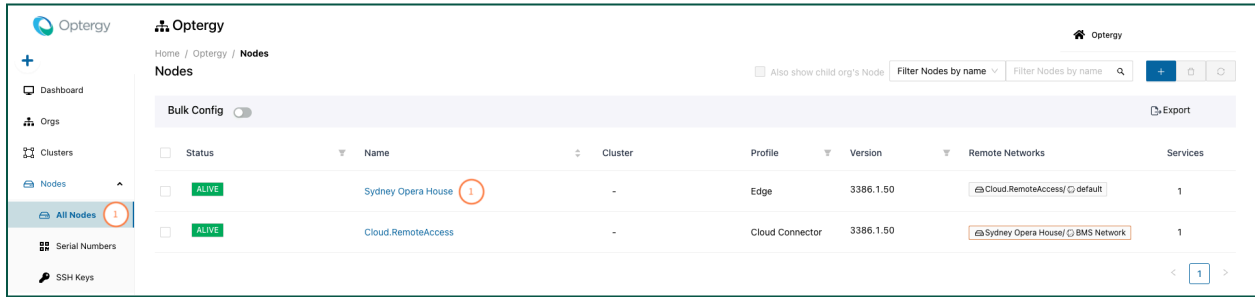 Optergy
Optergy
Optergy
Home / Optergy / Nodes
Nodes
Also show child org's Node
Filter Nodes by name
Filter Nodes by name
+
Dashboard
Orgs
Clusters
Nodes
All Nodes 1
Serial Numbers
SSH Keys
Bulk Config
Export
Status Name Cluster Profile Version Remote Networks Services
ALIVE Sydney Opera House 1 - Edge 3386.1.50 Cloud.RemoteAccess/ default 1
ALIVE Cloud.RemoteAccess - Cloud Connector 3386.1.50 Sydney Opera House/ BMS Network 1
< 1 >